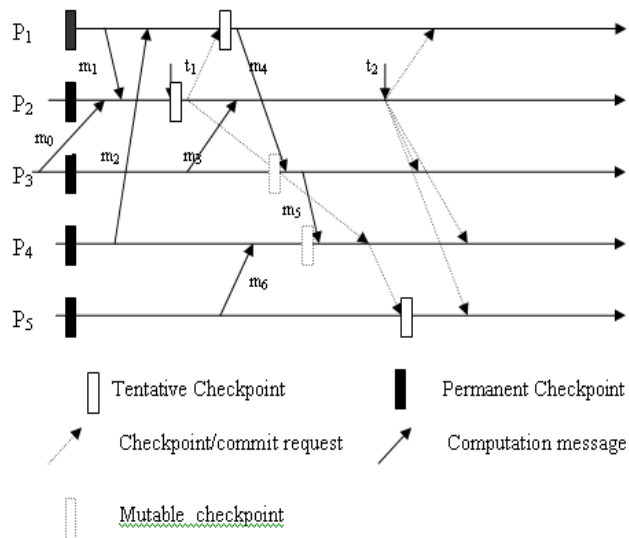 P1
m1
t1
m4
t2
P2
m0
m2
m3
P3
m5
P4
m6
P5
Tentative Checkpoint
Permanent Checkpoint
Checkpoint/commit request
Computation message
Mutable checkpoint